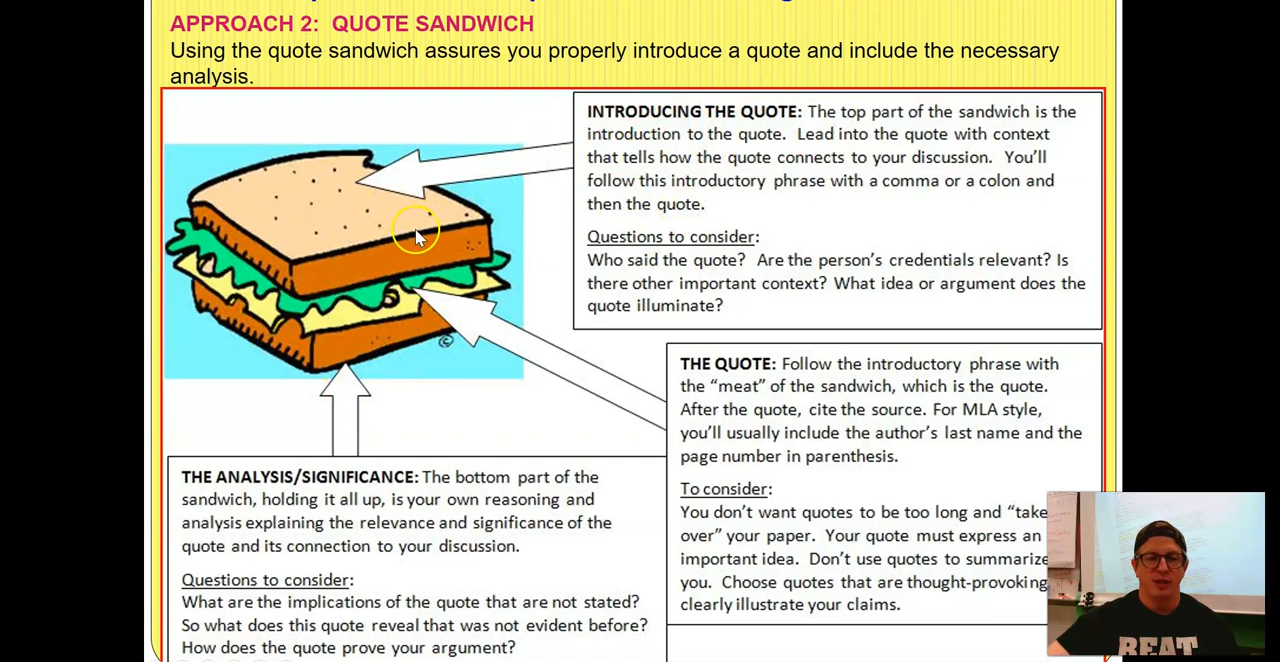 APPROACH 2: QUOTE SANDWICH
Using the quote sandwich assures you properly introduce a quote and include the necessary
analysis.
INTRODUCING THE QUOTE: The top part of the sandwich is the
introduction to the quote. Lead into the quote with context
that tells how the quote connects to your discussion. You'll
follow this introductory phrase with a comma or a colon and
then the quote.
Questions to consider:
Who said the quote? Are the person's credentials relevant? Is
there other important context? What idea or argument does the
quote illuminate?
THE QUOTE: Follow the introductory phrase with
the “meat” of the sandwich, which is the quote.
After the quote, cite the source. For MLA style,
you'll usually include the author's last name and the
page number in parenthesis.
To consider:
You don't want quotes to be too long and “take
over” your paper. Your quote must express an
important idea. Don't use quotes to summarize
you. Choose quotes that are thought-provoking
clearly illustrate your claims.
©
THE ANALYSIS/SIGNIFICANCE: The bottom part of the
sandwich, holding it all up, is your own reasoning and
analysis explaining the relevance and significance of the
quote and its connection to your discussion.
Questions to consider:
What are the implications of the quote that are not stated?
So what does this quote reveal that was not evident before?
How does the quote prove your argument?
BEAT